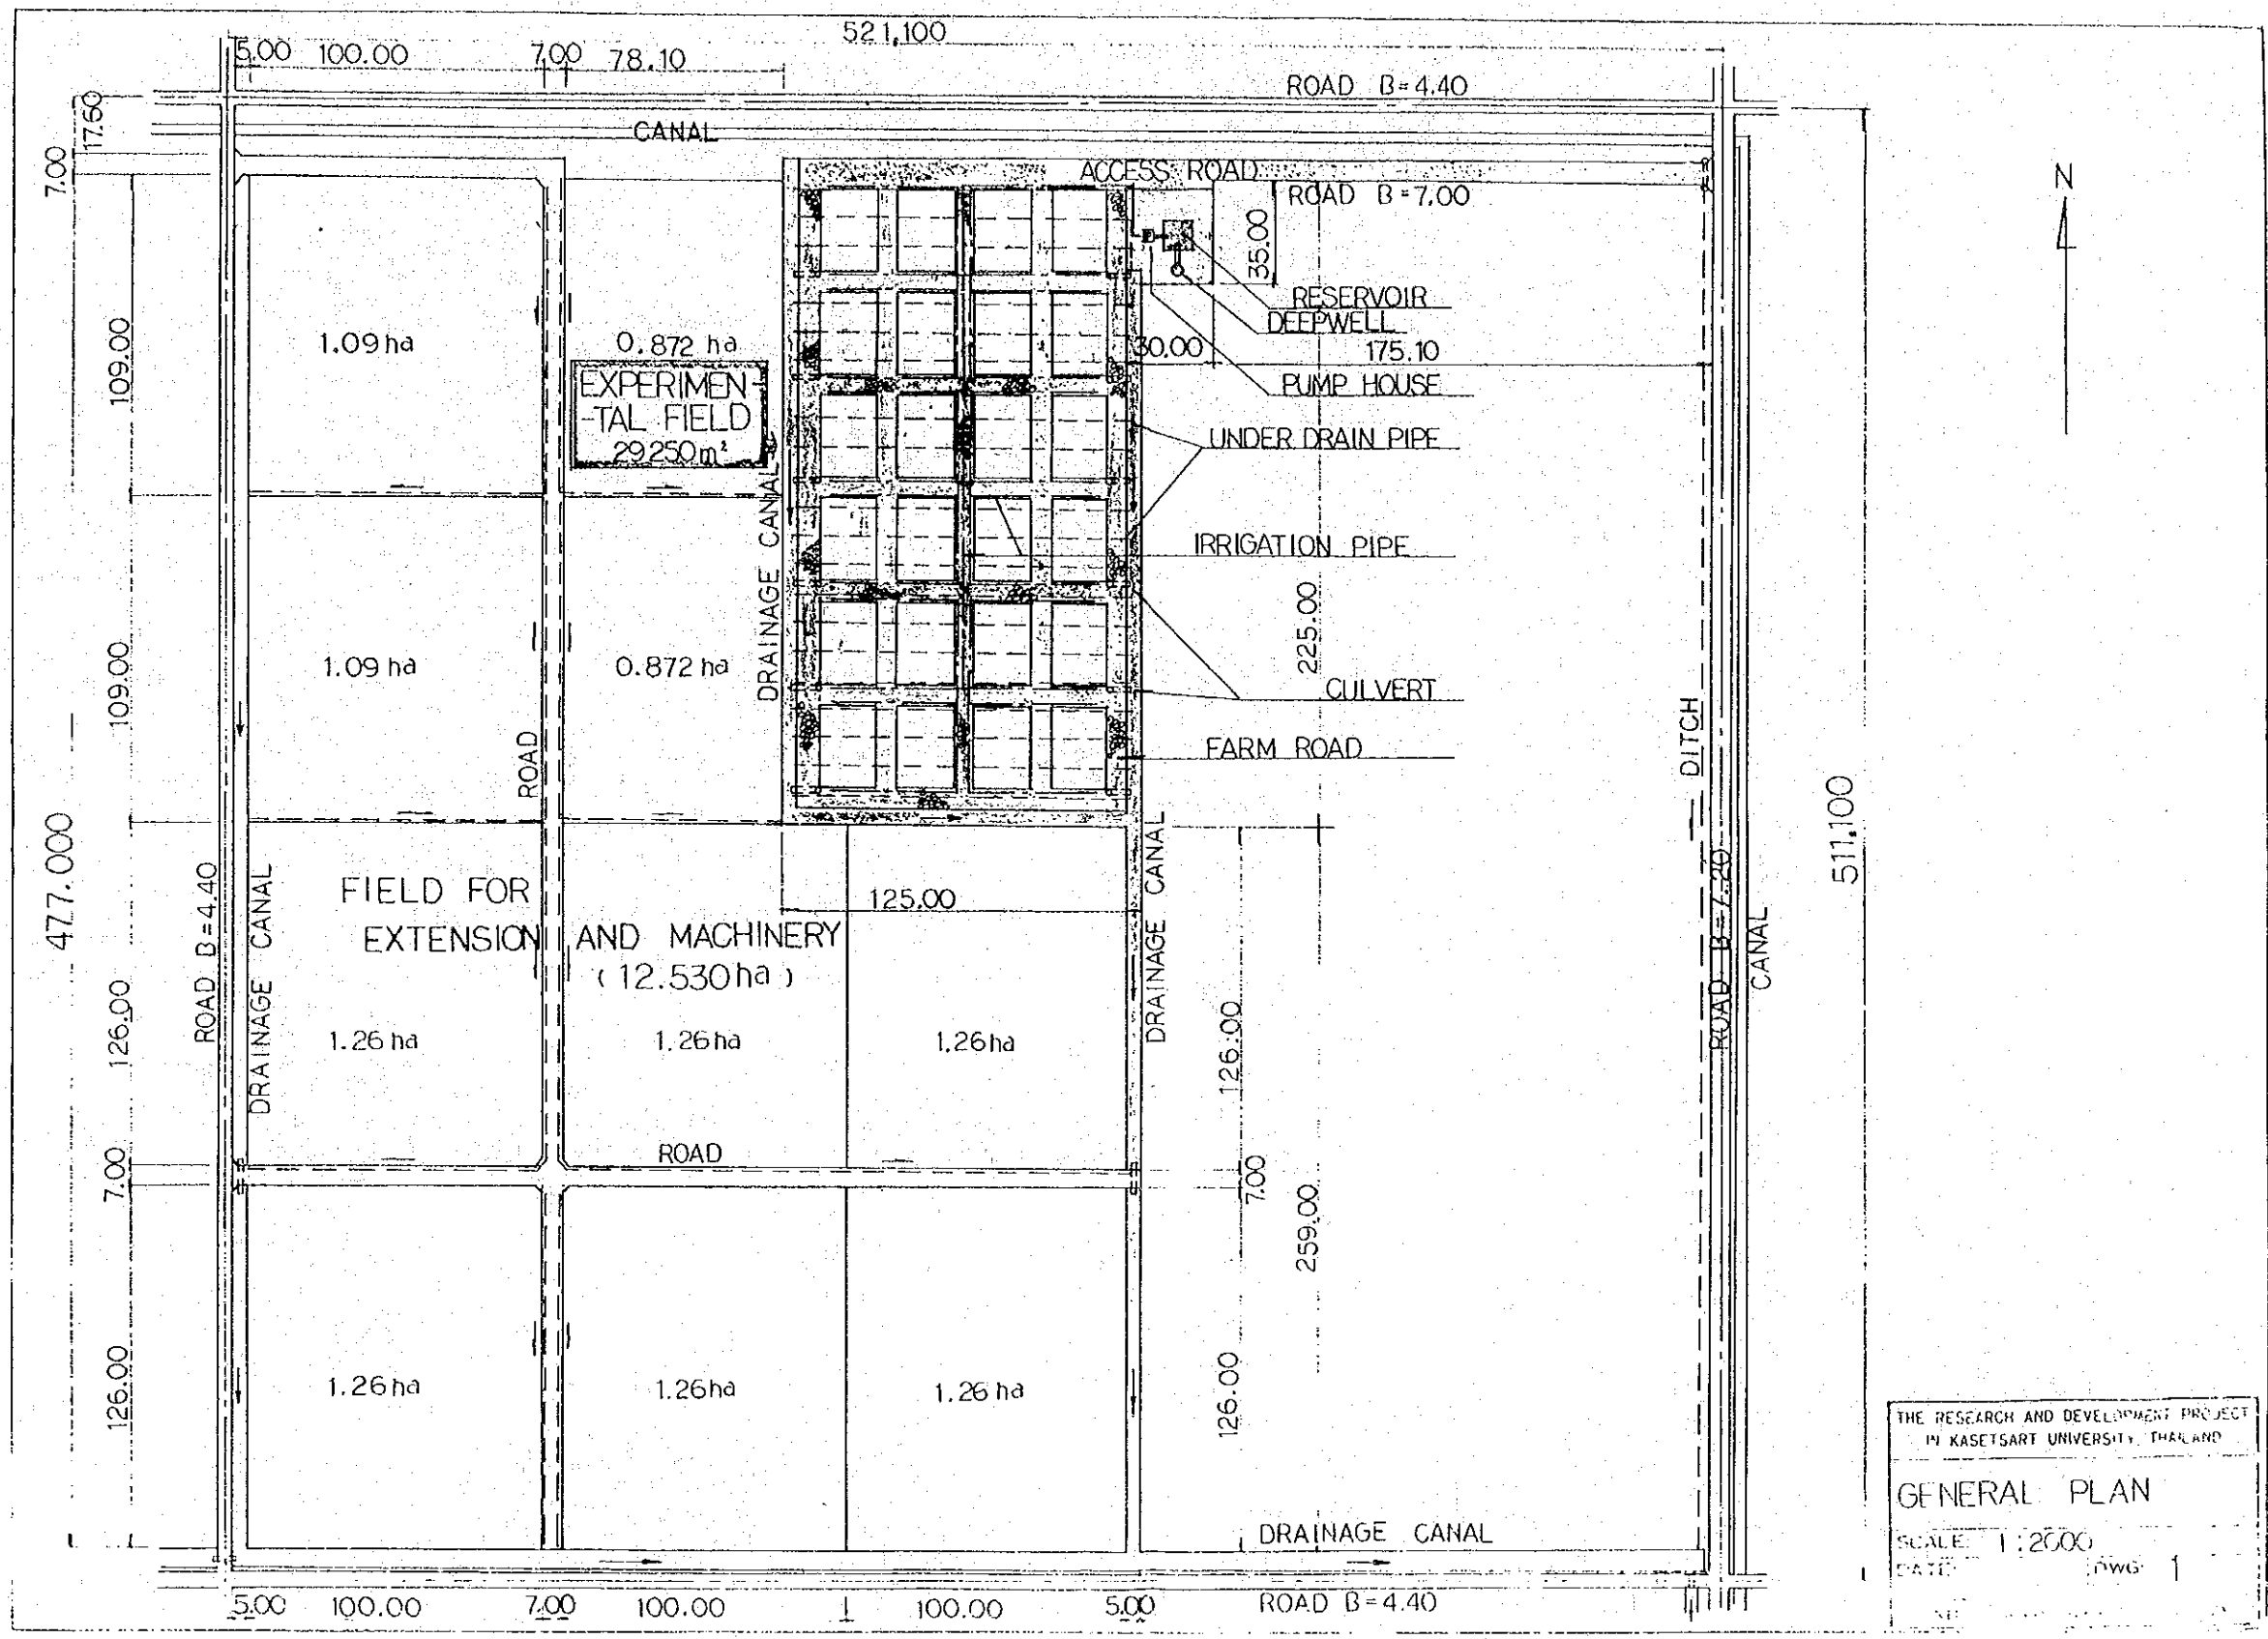 521,100
5.00 100.00 7.00 78.10
ROAD B=4.40
17.60
CANAL
7.00
ACCESS ROAD
ROAD B=7.00
N
35.00
RESERVOIR
DEEPWELL
109.00
1.09 ha
0.872 ha
30.00
175.10
EXPERIMEN-
-TAL FIELD
29.250 m²
PUMP HOUSE
UNDER DRAIN PIPE
DRAINAGE CANAL
IRRIGATION PIPE
225.00
109.00
1.09 ha
0.872 ha
CULVERT
DITCH
ROAD
FARM ROAD
477.000
511,100
ROAD B=4.40
DRAINAGE CANAL
FIELD FOR
EXTENSION AND MACHINERY
(12.530 ha)
125.00
DRAINAGE CANAL
ROAD B=7.20
CANAL
126.00
1.26 ha
1.26 ha
1.26 ha
126.00
7.00
ROAD
7.00
259.00
126.00
1.26 ha
1.26 ha
1.26 ha
126.00
DRAINAGE CANAL
5.00 100.00 7.00 100.00 100.00 5.00
ROAD B=4.40
THE RESEARCH AND DEVELOPMENT PROJECT
IN KASETSART UNIVERSITY, THAILAND
GENERAL PLAN
SCALE 1:2000
DATE DWG 1